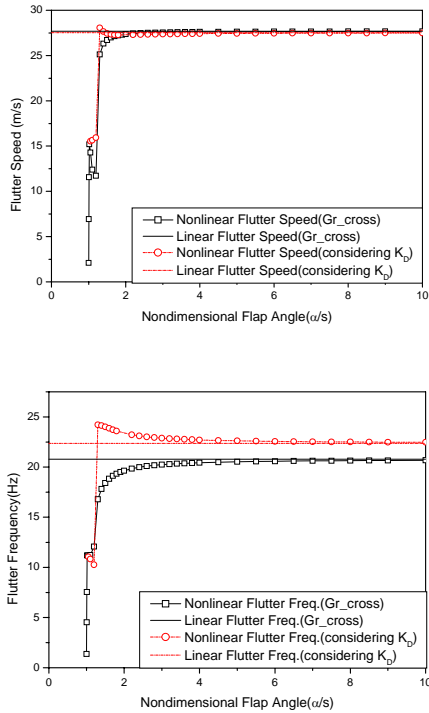 30
25
20
15
10
5
0
Flutter Speed (m/s)
Nonlinear Flutter Speed(Gr_cross)
Linear Flutter Speed(Gr_cross)
Nonlinear Flutter Speed(considering K_D)
Linear Flutter Speed(considering K_D)
0 2 4 6 8 10
Nondimensional Flap Angle(α/s)
25
20
15
10
5
0
Flutter Frequency(Hz)
Nonlinear Flutter Freq.(Gr_cross)
Linear Flutter Freq.(Gr_cross)
Nonlinear Flutter Freq.(considering K_D)
Linear Flutter Freq.(considering K_D)
0 2 4 6 8 10
Nondimensional Flap Angle(α/s)